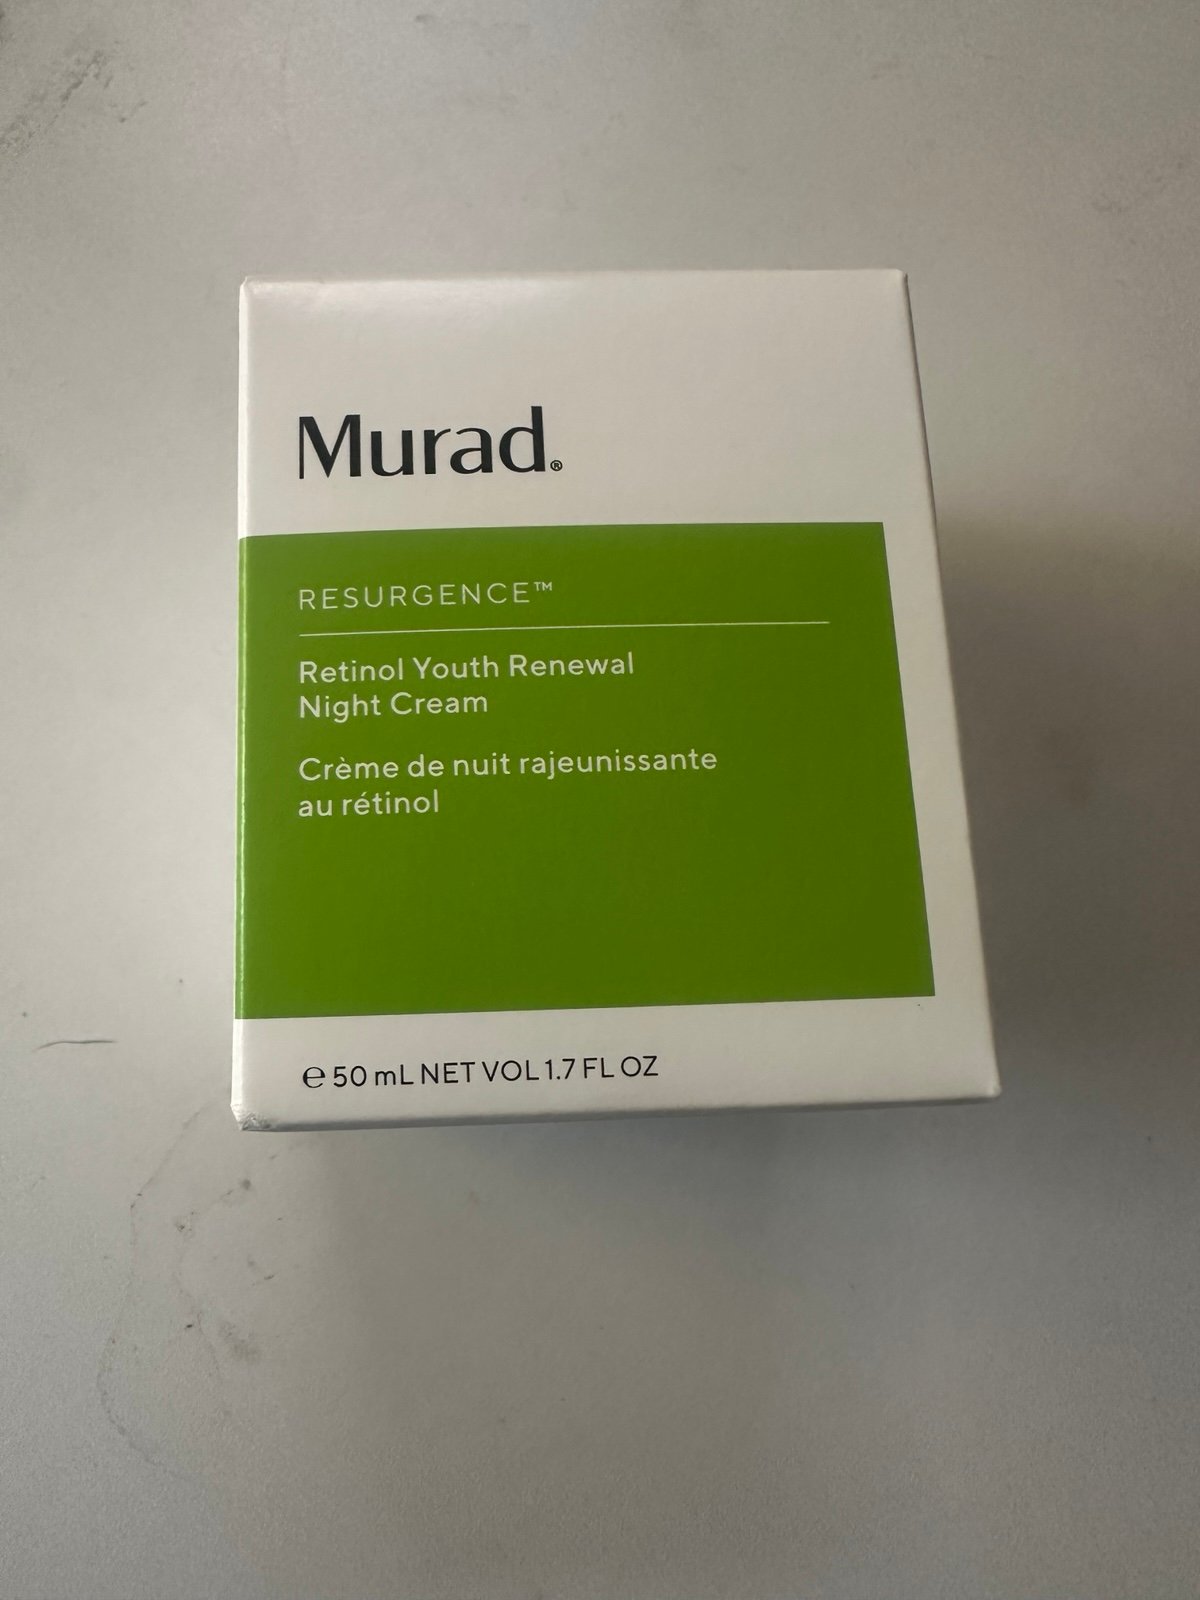 Murad®
RESURGENCE™
Retinol Youth Renewal
Night Cream
Crème de nuit rajeunissante
au rétinol
℮ 50 mL NET VOL 1.7 FL OZ